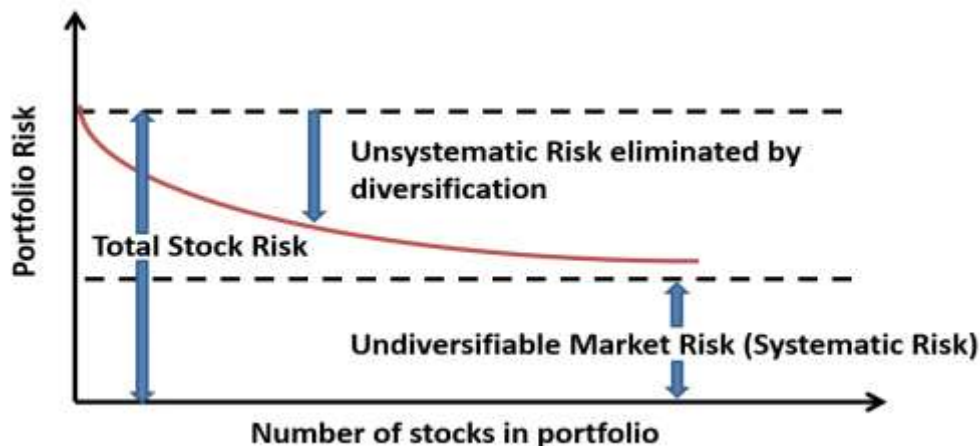 Portfolio Risk
Unsystematic Risk eliminated by
diversification
Total Stock Risk
Undiversifiable Market Risk (Systematic Risk)
Number of stocks in portfolio